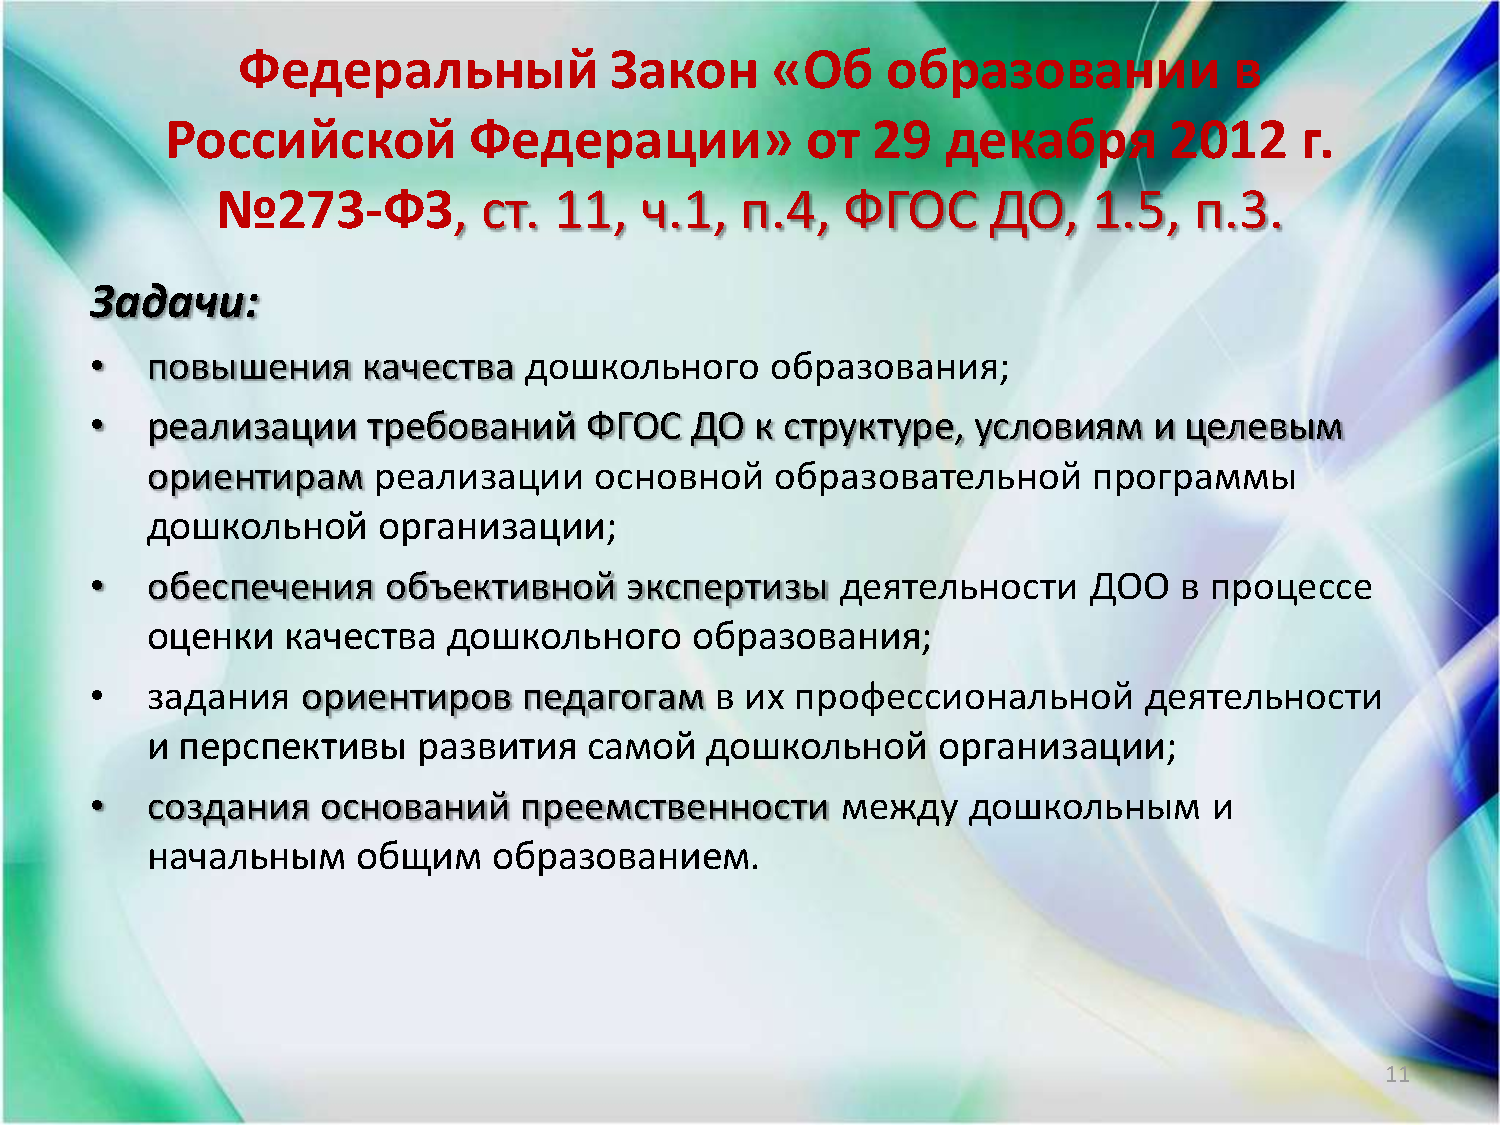 Федеральный Закон «Об образовании в
Российской Федерации» от 29 декабря 2012 г.
№273-ФЗ, ст. 11, ч.1, п.4, ФГОС ДО, 1.5, п.3.
Задачи:
• повышения качества дошкольного образования;
• реализации требований ФГОС ДО к структуре, условиям и целевым
ориентирам реализации основной образовательной программы
дошкольной организации;
• обеспечения объективной экспертизы деятельности ДОО в процессе
оценки качества дошкольного образования;
• задания ориентиров педагогам в их профессиональной деятельности
и перспективы развития самой дошкольной организации;
• создания оснований преемственности между дошкольным и
начальным общим образованием.
11